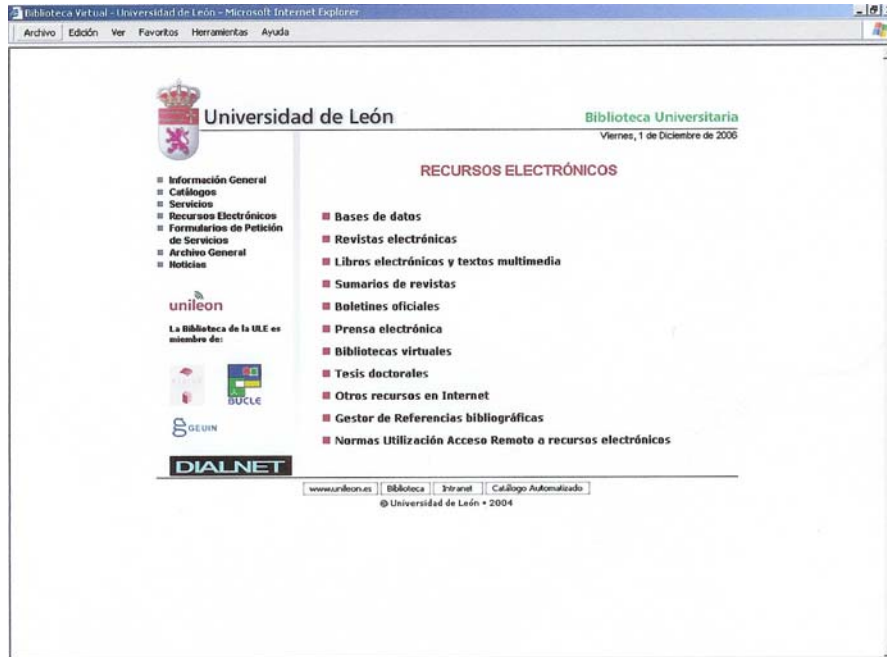 Biblioteca Virtual - Universidad de León - Microsoft Internet Explorer
Archivo Edición Ver Favoritos Herramientas Ayuda
Universidad de León
Biblioteca Universitaria
Viernes, 1 de Diciembre de 2006
Información General
Catálogos
Servicios
Recursos Electrónicos
Formularios de Petición
de Servicios
Archivo General
Noticias
unileon
La Biblioteca de la ULE es
miembro de:
BUCLE
GEUIN
DIALNET
RECURSOS ELECTRÓNICOS
Bases de datos
Revistas electrónicas
Libros electrónicos y textos multimedia
Sumarios de revistas
Boletines oficiales
Prensa electrónica
Bibliotecas virtuales
Tesis doctorales
Otros recursos en Internet
Gestor de Referencias bibliográficas
Normas Utilización Acceso Remoto a recursos electrónicos
www.unileon.es Biblioteca Intranet Catálogo Automatizado
© Universidad de León • 2004